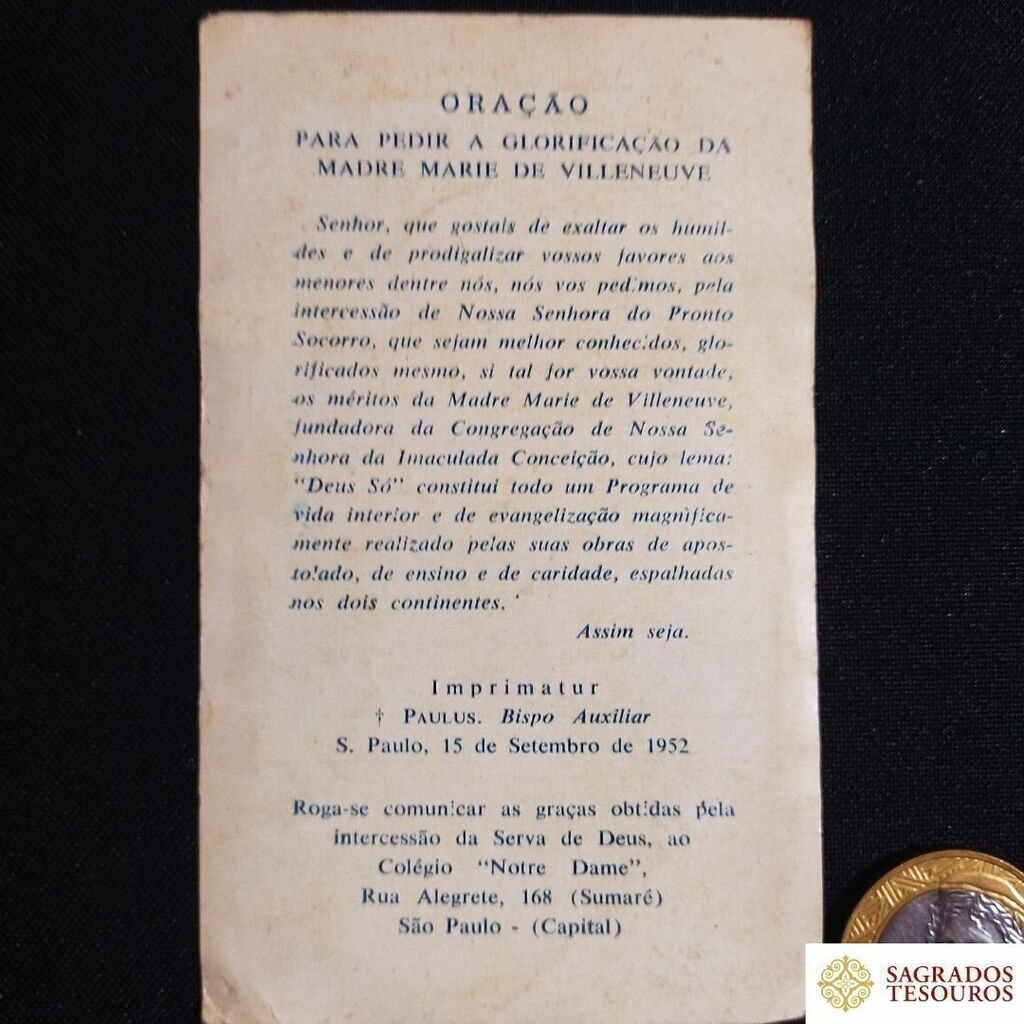 ORAÇÃO
PARA PEDIR A GLORIFICAÇÃO DA
MADRE MARIE DE VILLENEUVE
Senhor, que gostais de exaltar os humil-
des e de prodigalizar vossos favores aos
menores dentre nós, nós vos pedimos, pela
intercessão de Nossa Senhora do Pronto
Socorro, que sejam melhor conhecidos, glo-
rificados mesmo, si tal for vossa vontade,
os méritos da Madre Marie de Villeneuve,
fundadora da Congregação de Nossa Se-
nhora da Imaculada Conceição, cujo lema:
"Deus Só" constitui todo um Programa de
vida interior e de evangelização magnìfica-
mente realizado pelas suas obras de apos-
tolado, de ensino e de caridade, espalhadas
nos dois continentes.
Assim seja.
Imprimatur
† PAULUS. Bispo Auxiliar
S. Paulo, 15 de Setembro de 1952
Roga-se comunicar as graças obtidas pela
intercessão da Serva de Deus, ao
Colégio "Notre Dame",
Rua Alegrete, 168 (Sumaré)
São Paulo - (Capital)
SAGRADOS
TESOUROS